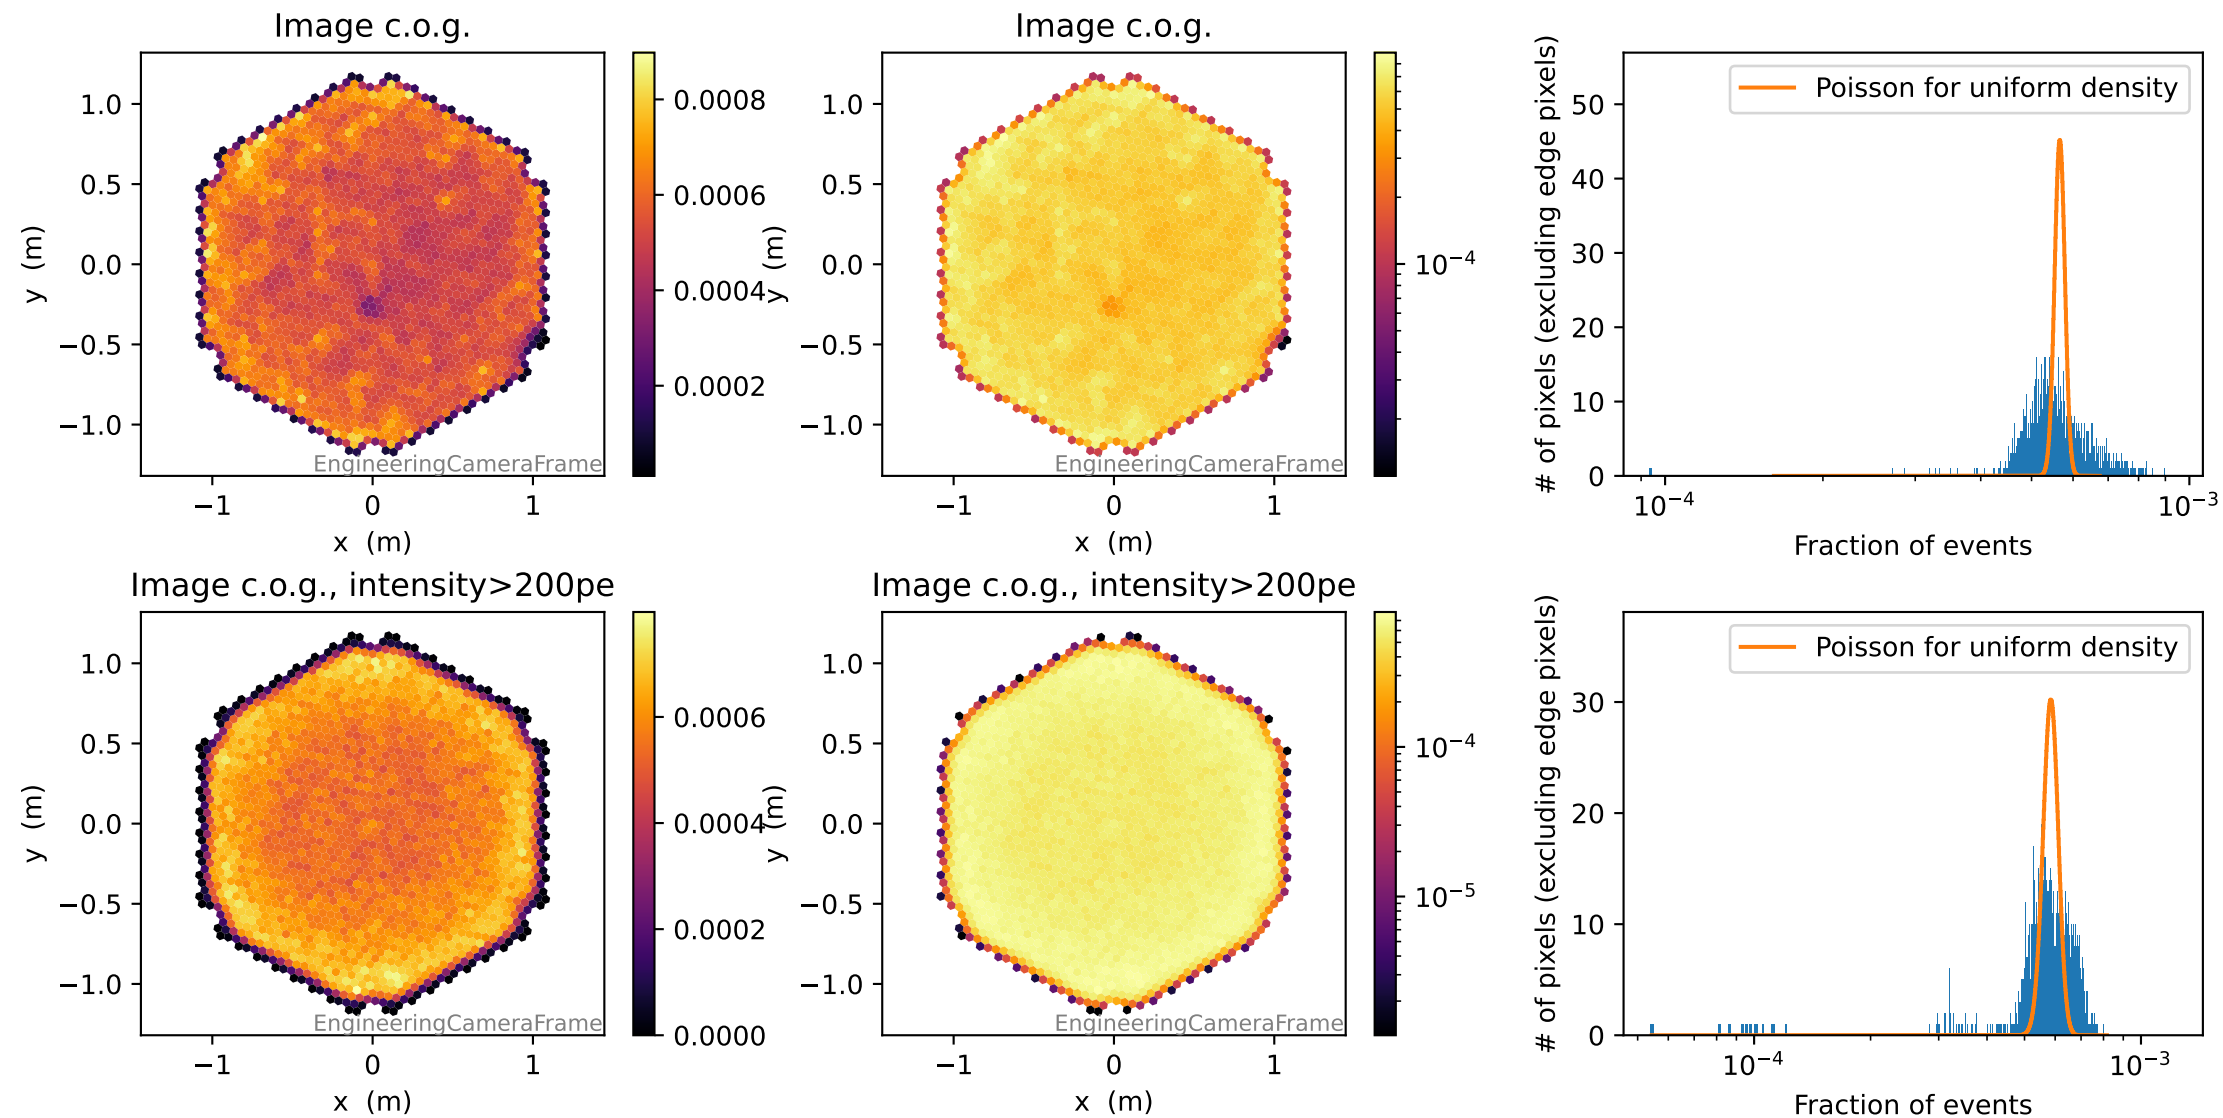 Image c.o.g.
1.0
0.5
0.0
−0.5
−1.0
y (m)
−1
0
1
x (m)
EngineeringCameraFrame
0.0008
0.0006
0.0004
0.0002
Image c.o.g.
1.0
0.5
0.0
−0.5
−1.0
y (m)
−1
0
1
x (m)
EngineeringCameraFrame
10⁻⁴
# of pixels (excluding edge pixels)
50
40
30
20
10
0
Poisson for uniform density
10⁻⁴
10⁻³
Fraction of events
Image c.o.g., intensity>200pe
1.0
0.5
0.0
−0.5
−1.0
y (m)
−1
0
1
x (m)
EngineeringCameraFrame
0.0006
0.0004
0.0002
0.0000
Image c.o.g., intensity>200pe
1.0
0.5
0.0
−0.5
−1.0
y (m)
−1
0
1
x (m)
EngineeringCameraFrame
10⁻⁴
10⁻⁵
# of pixels (excluding edge pixels)
30
20
10
0
Poisson for uniform density
10⁻⁴
10⁻³
Fraction of events